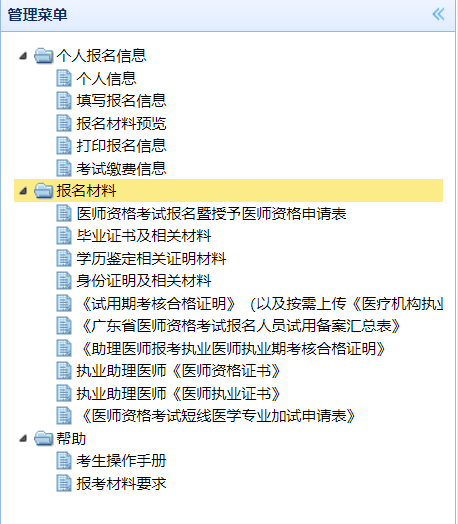 管理菜单
个人报名信息
个人信息
填写报名信息
报名材料预览
打印报名信息
考试缴费信息
报名材料
医师资格考试报名暨授予医师资格申请表
毕业证书及相关材料
学历鉴定相关证明材料
身份证明及相关材料
《试用期考核合格证明》（以及按需上传《医疗机构执业
《广东省医师资格考试报名人员试用备案汇总表》
《助理医师报考执业医师执业期考核合格证明》
执业助理医师《医师资格证书》
执业助理医师《医师执业证书》
《医师资格考试短线医学专业加试申请表》
帮助
考生操作手册
报考材料要求